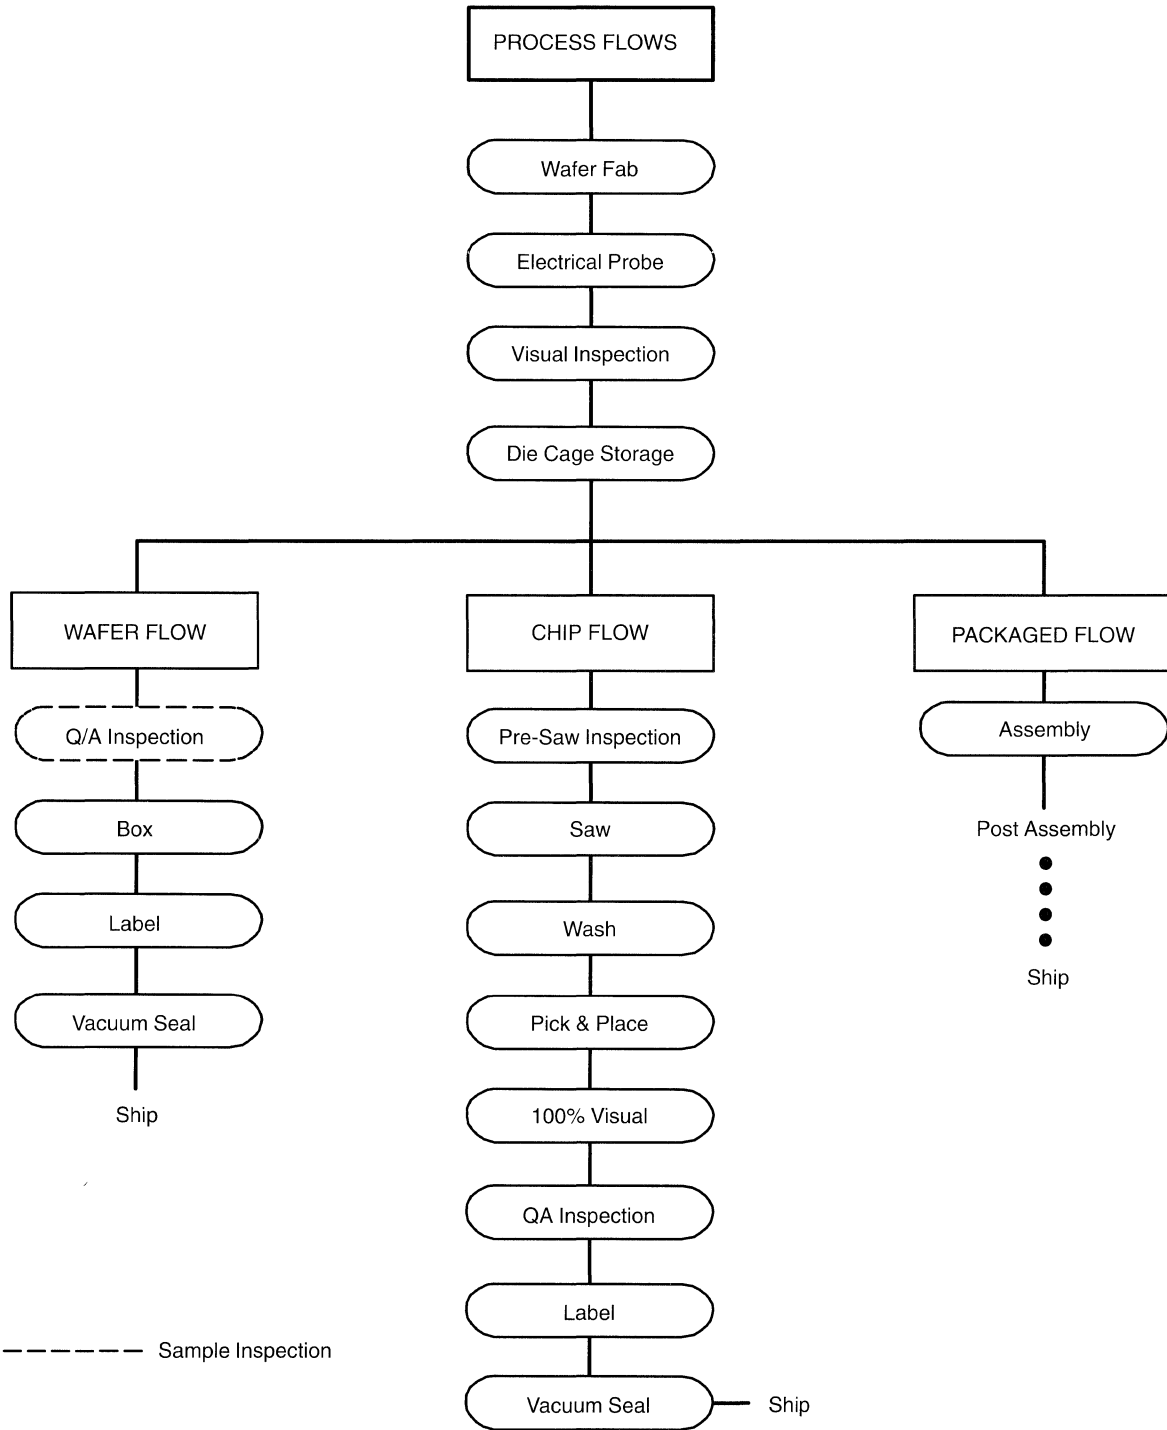 PROCESS FLOWS
Wafer Fab
Electrical Probe
Visual Inspection
Die Cage Storage
WAFER FLOW
Q/A Inspection
Box
Label
Vacuum Seal
Ship
CHIP FLOW
Pre-Saw Inspection
Saw
Wash
Pick & Place
100% Visual
QA Inspection
Label
Vacuum Seal
Ship
PACKAGED FLOW
Assembly
Post Assembly
Ship
Sample Inspection